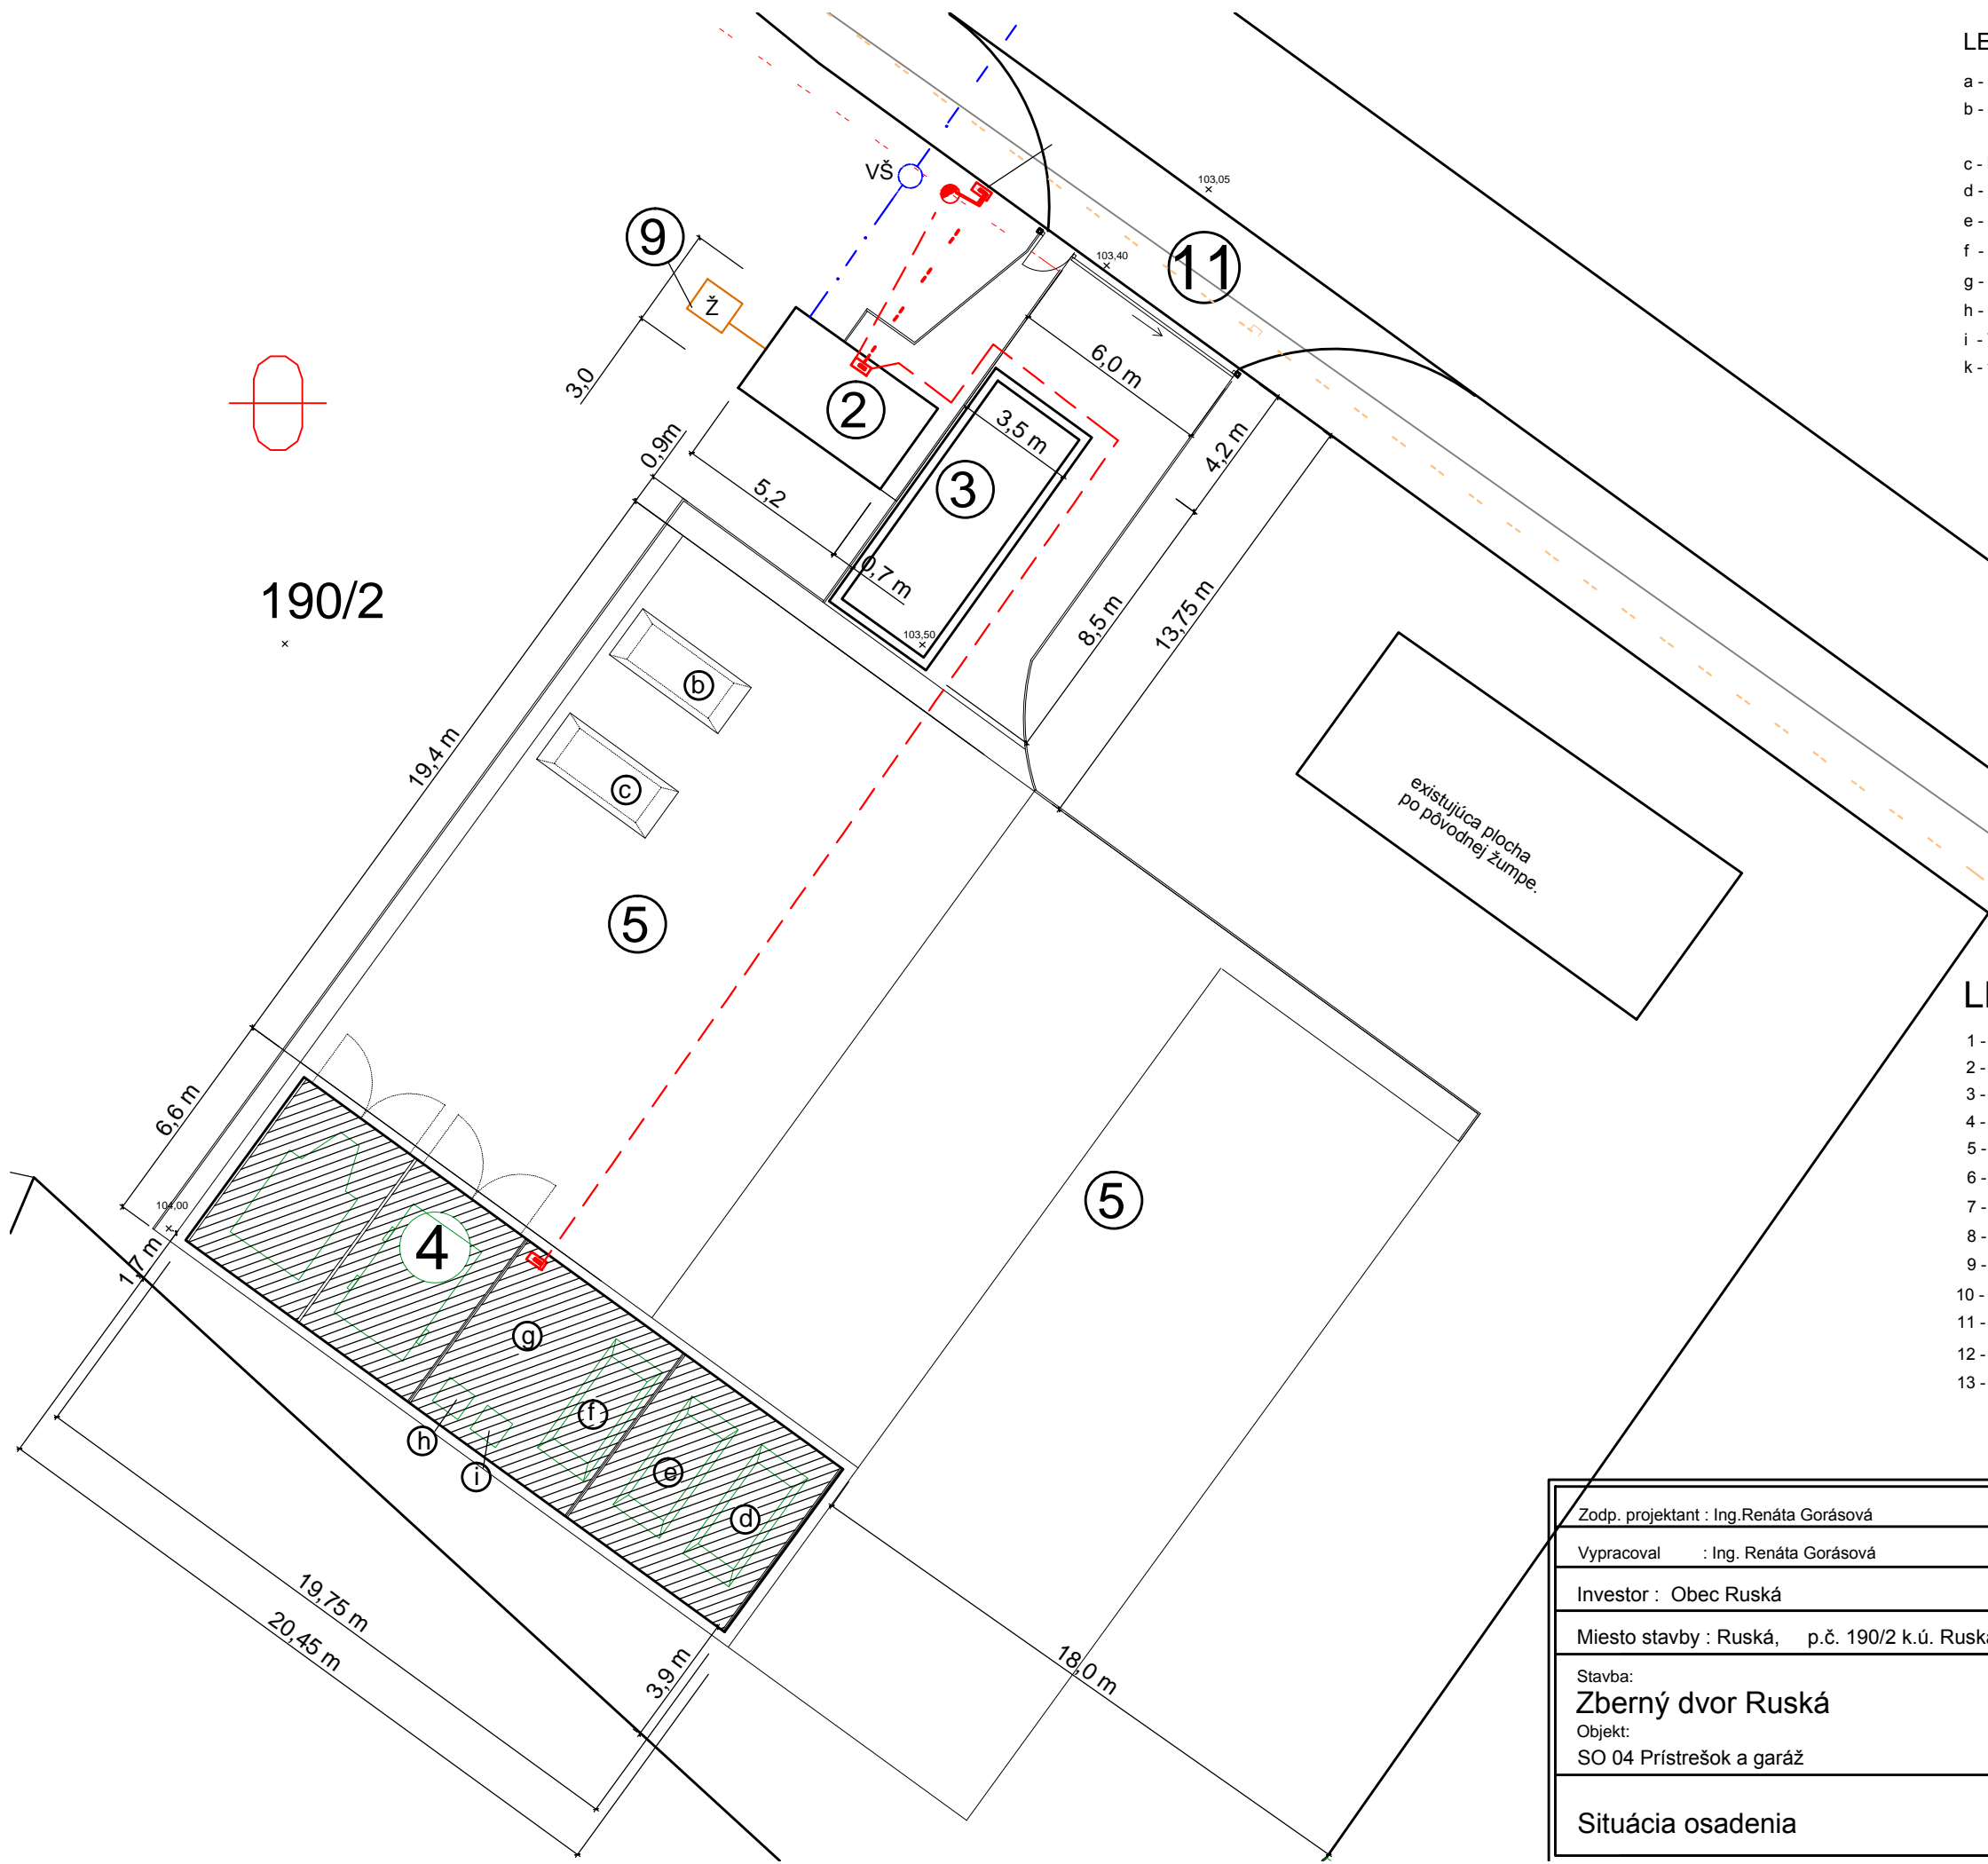 LE
a -
b -
c -
d -
e -
f -
g -
h -
i -
k -
VŠ
103,05
9
103,40
11
Ž
6,0 m
3,0
2
3,5 m
4,2 m
0,9m
5,2
3
0,7 m
190/2
103,50
8,5 m
13,75 m
b
19,4 m
c
existujúca plocha
po pôvodnej žumpe.
5
6,6 m
5
104,00
1,7 m
4
g
f
h
i
e
d
19,75 m
20,45 m
3,9 m
18,0 m
1 -
2 -
3 -
4 -
5 -
6 -
7 -
8 -
9 -
10 -
11 -
12 -
13 -
Zodp. projektant : Ing.Renáta Gorásová
Vypracoval : Ing. Renáta Gorásová
Investor : Obec Ruská
Miesto stavby : Ruská, p.č. 190/2 k.ú. Ruská
Stavba:
Zberný dvor Ruská
Objekt:
SO 04 Prístrešok a garáž
Situácia osadenia